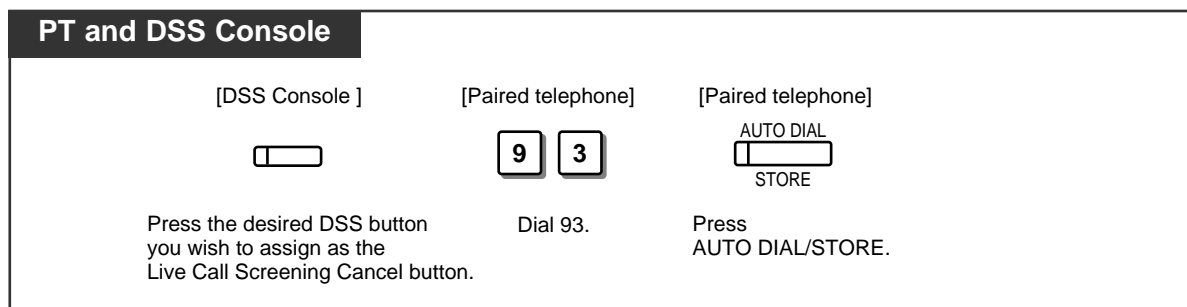 PT and DSS Console
[DSS Console ]
[Paired telephone]
[Paired telephone]
9 3
AUTO DIAL
STORE
Press the desired DSS button
you wish to assign as the
Live Call Screening Cancel button.
Dial 93.
Press
AUTO DIAL/STORE.